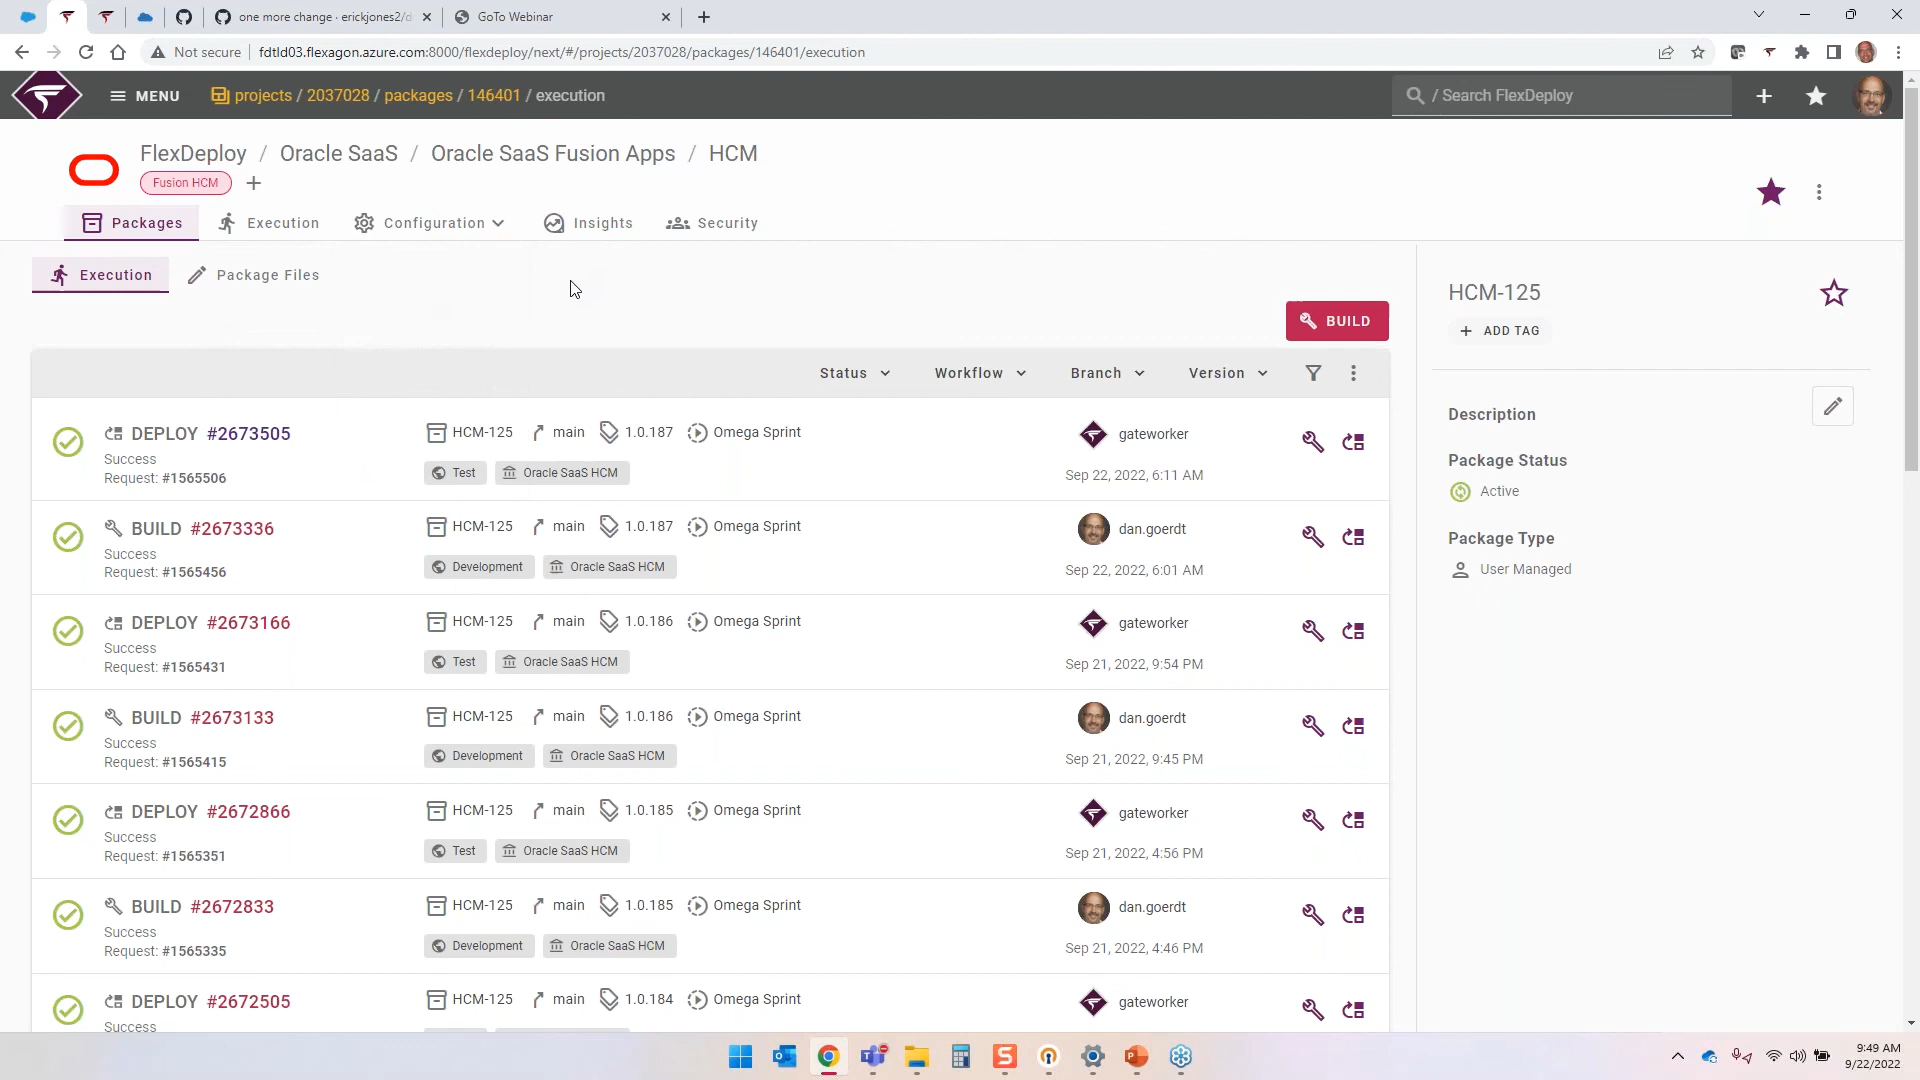 one more change · erickjones2/d
GoTo Webinar
Not secure
fdtld03.flexagon.azure.com:8000/flexdeploy/next/#/projects/2037028/packages/146401/execution
MENU
projects / 2037028 / packages / 146401 / execution
/ Search FlexDeploy
FlexDeploy / Oracle SaaS / Oracle SaaS Fusion Apps / HCM
Fusion HCM
Packages
Execution
Configuration
Insights
Security
Execution
Package Files
BUILD
Status
Workflow
Branch
Version
DEPLOY #2673505
Success
Request: #1565506
HCM-125 main 1.0.187 Omega Sprint
Test Oracle SaaS HCM
gateworker
Sep 22, 2022, 6:11 AM
BUILD #2673336
Success
Request: #1565456
HCM-125 main 1.0.187 Omega Sprint
Development Oracle SaaS HCM
dan.goerdt
Sep 22, 2022, 6:01 AM
DEPLOY #2673166
Success
Request: #1565431
HCM-125 main 1.0.186 Omega Sprint
Test Oracle SaaS HCM
gateworker
Sep 21, 2022, 9:54 PM
BUILD #2673133
Success
Request: #1565415
HCM-125 main 1.0.186 Omega Sprint
Development Oracle SaaS HCM
dan.goerdt
Sep 21, 2022, 9:45 PM
DEPLOY #2672866
Success
Request: #1565351
HCM-125 main 1.0.185 Omega Sprint
Test Oracle SaaS HCM
gateworker
Sep 21, 2022, 4:56 PM
BUILD #2672833
Success
Request: #1565335
HCM-125 main 1.0.185 Omega Sprint
Development Oracle SaaS HCM
dan.goerdt
Sep 21, 2022, 4:46 PM
DEPLOY #2672505
Success
HCM-125 main 1.0.184 Omega Sprint
gateworker
HCM-125
ADD TAG
Description
Package Status
Active
Package Type
User Managed
9:49 AM
9/22/2022